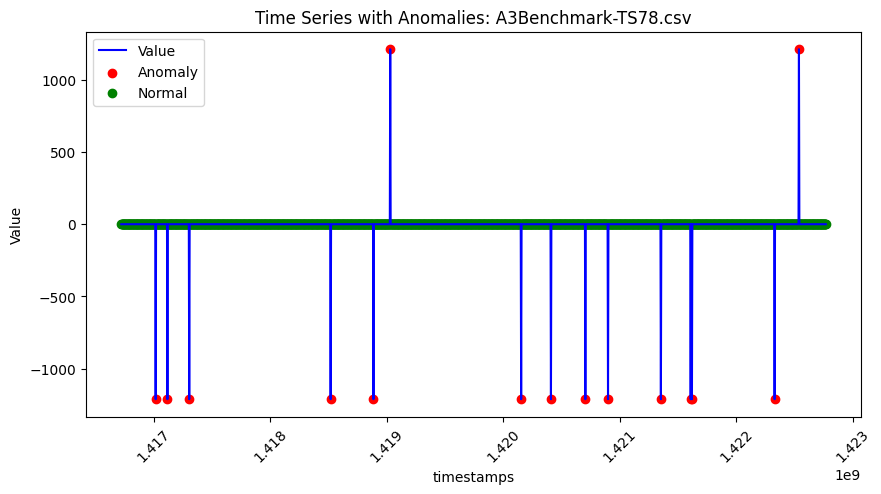 Time Series with Anomalies: A3Benchmark-TS78.csv
Value
Anomaly
Normal
1000
500
0
−500
−1000
Value
1.417
1.418
1.419
1.420
1.421
1.422
1.423
1e9
timestamps